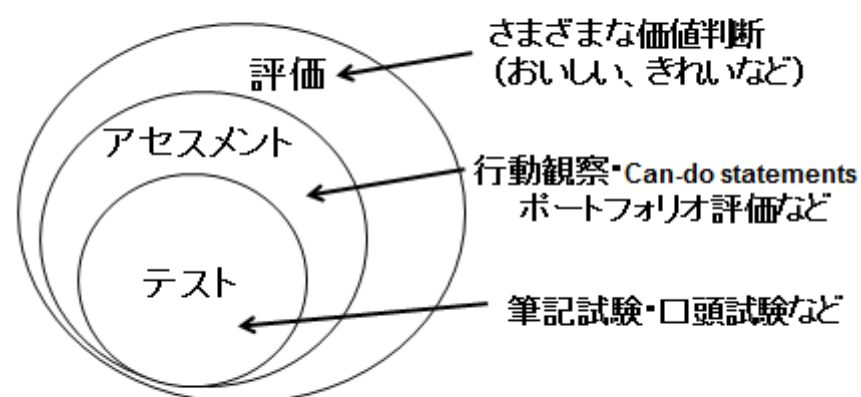 さまざまな価値判断
(おいしい、きれいなど)
評価
アセスメント
行動観察・Can-do statements
ポートフォリオ評価など
テスト
筆記試験・口頭試験など